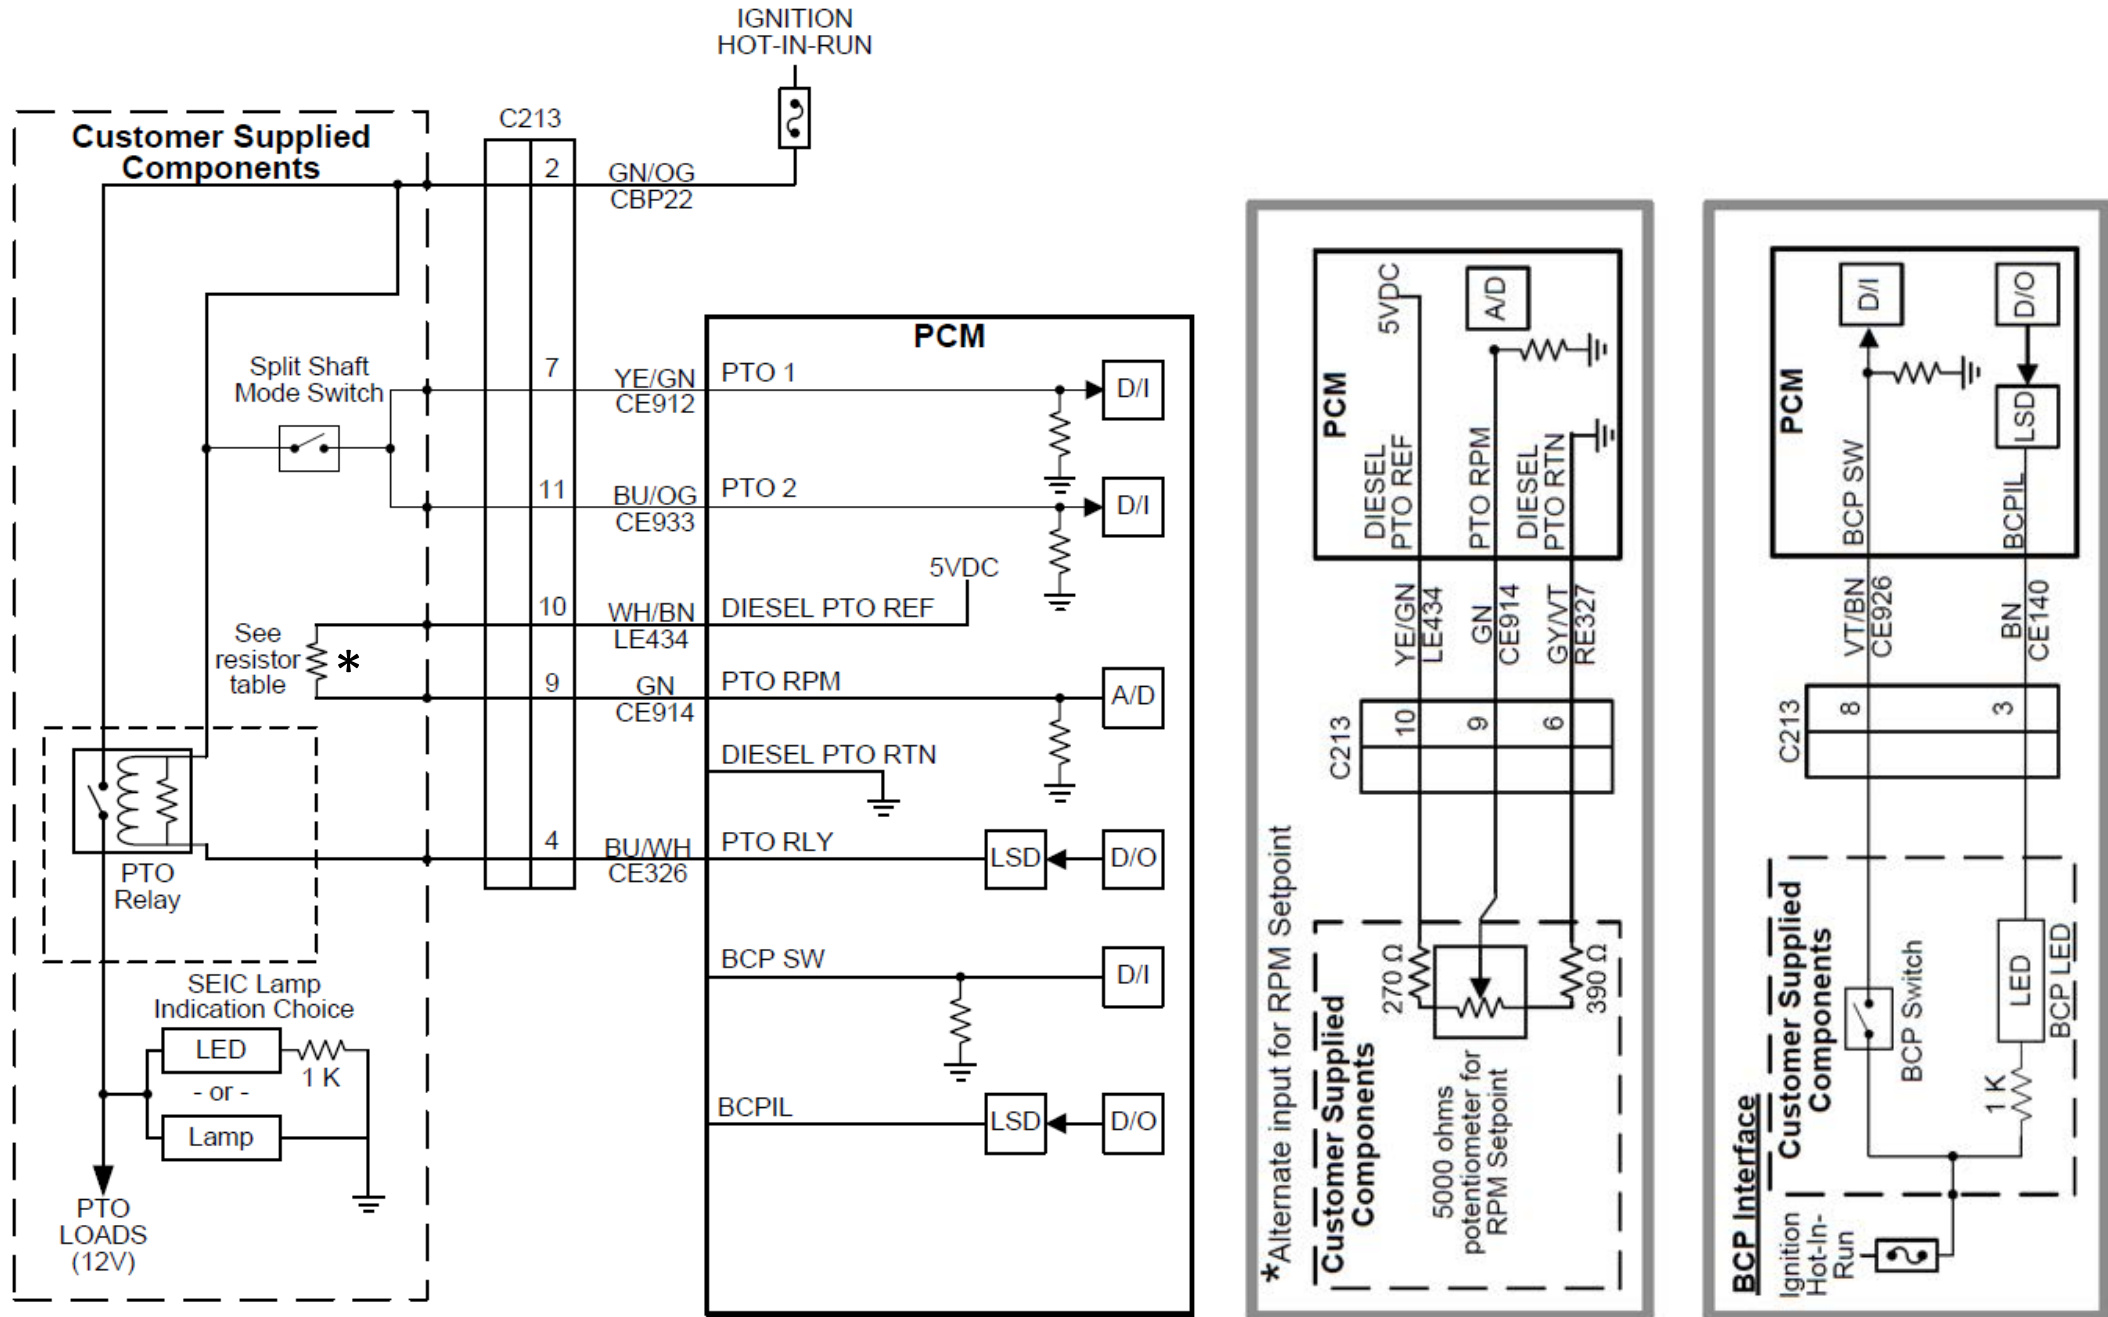 IGNITION
HOT-IN-RUN
C213
Customer Supplied
Components
2
GN/OG
CBP22
PCM
Split Shaft
Mode Switch
7
YE/GN
CE912
PTO 1
D/I
11
BU/OG
CE933
PTO 2
D/I
5VDC
10
WH/BN
LE434
DIESEL PTO REF
See
resistor
table
*
9
GN
CE914
PTO RPM
A/D
DIESEL PTO RTN
4
BU/WH
CE326
PTO RLY
LSD
D/O
PTO
Relay
BCP SW
D/I
SEIC Lamp
Indication Choice
LED
1 K
- or -
Lamp
BCPIL
LSD
D/O
PTO
LOADS
(12V)
*Alternate input for RPM Setpoint
PCM
5VDC
A/D
DIESEL
PTO REF
PTO RPM
DIESEL
PTO RTN
YE/GN
LE434
GN
CE914
GY/VT
RE327
C213
10
9
6
Customer Supplied
Components
270 Ω
390 Ω
5000 ohms
potentiometer for
RPM Setpoint
BCP Interface
PCM
D/I
D/O
LSD
BCP SW
BCPIL
VT/BN
CE926
BN
CE140
C213
8
3
Customer Supplied
Components
BCP Switch
LED
BCP LED
1 K
Ignition
Hot-In-
Run